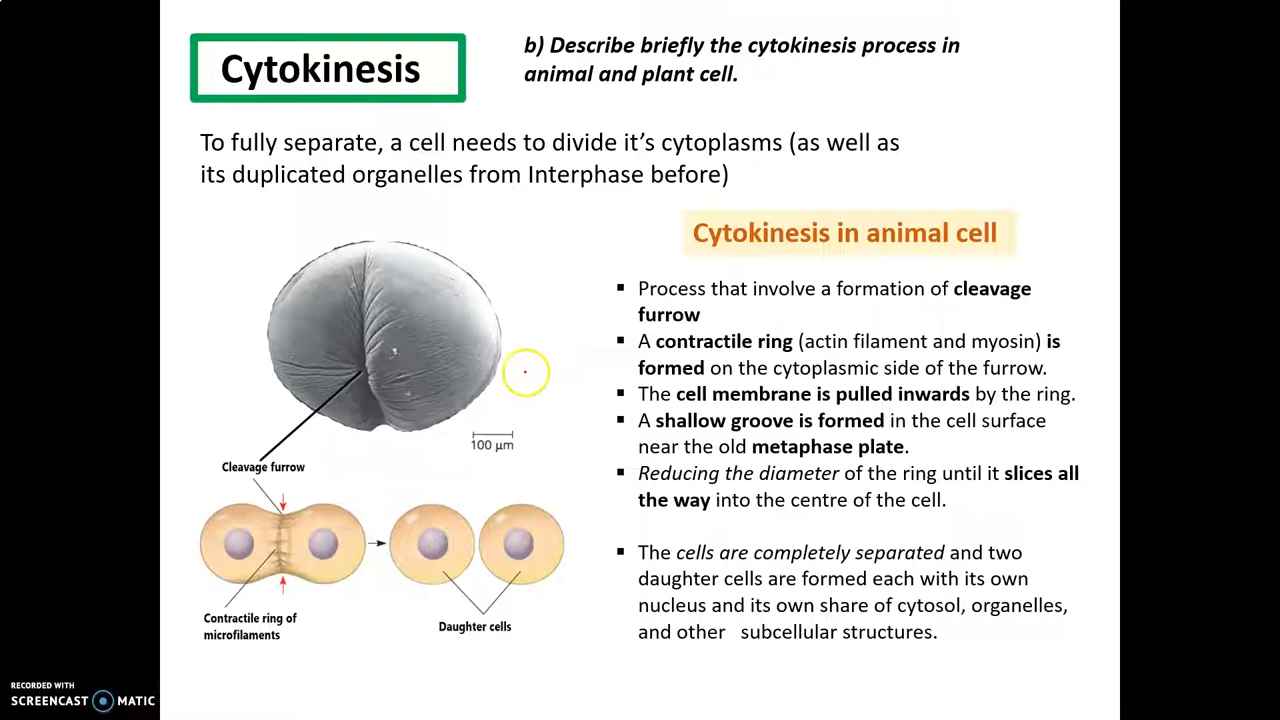 Cytokinesis
b) Describe briefly the cytokinesis process in
animal and plant cell.
To fully separate, a cell needs to divide it's cytoplasms (as well as
its duplicated organelles from Interphase before)
Cytokinesis in animal cell
▪ Process that involve a formation of cleavage
furrow
▪ A contractile ring (actin filament and myosin) is
formed on the cytoplasmic side of the furrow.
▪ The cell membrane is pulled inwards by the ring.
▪ A shallow groove is formed in the cell surface
near the old metaphase plate.
▪ Reducing the diameter of the ring until it slices all
the way into the centre of the cell.
▪ The cells are completely separated and two
daughter cells are formed each with its own
nucleus and its own share of cytosol, organelles,
and other subcellular structures.
100 µm
Cleavage furrow
Contractile ring of
microfilaments
Daughter cells
RECORDED WITH
SCREENCAST MATIC